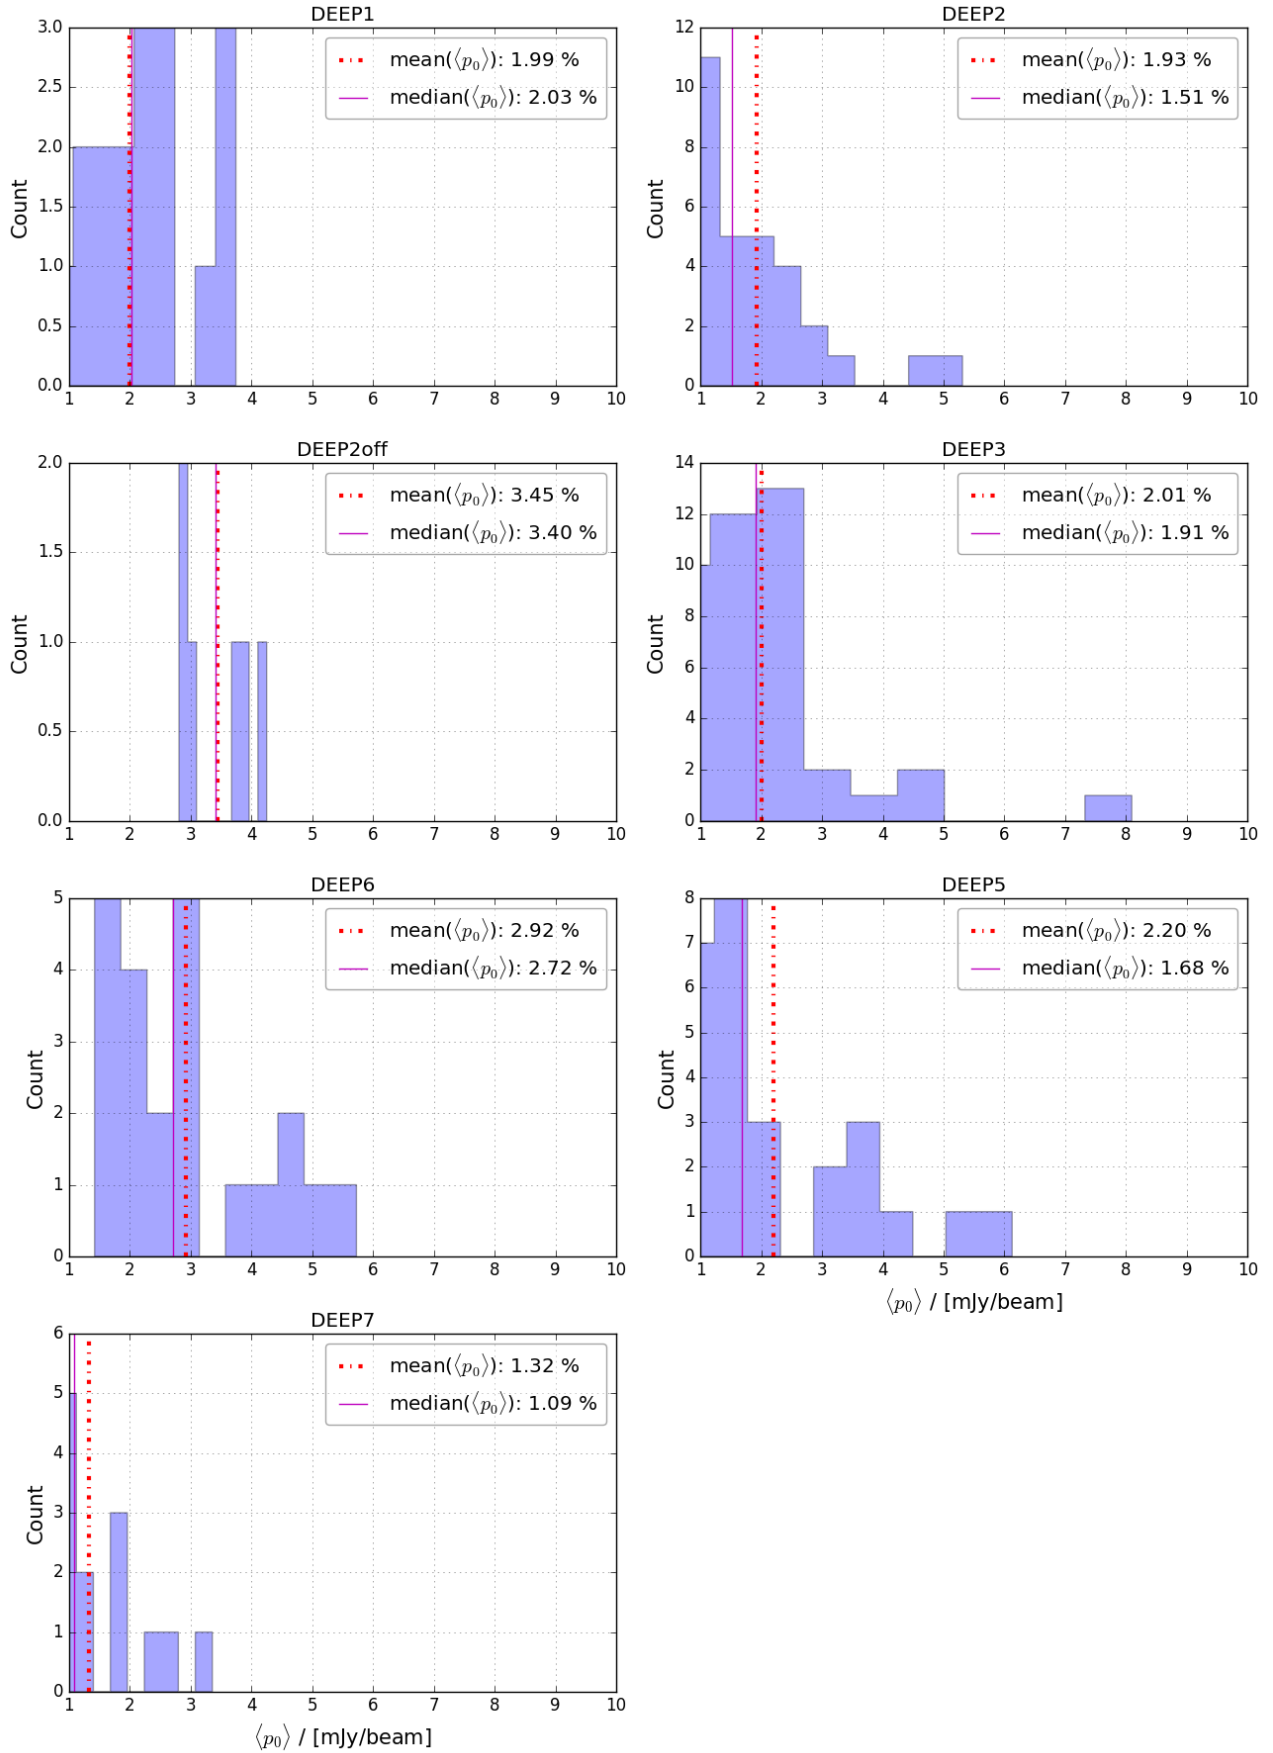 DEEP1
3.0
2.5
2.0
1.5
1.0
0.5
0.0
Count
mean(⟨p₀⟩): 1.99 %
median(⟨p₀⟩): 2.03 %
1 2 3 4 5 6 7 8 9 10
DEEP2
12
10
8
6
4
2
0
Count
mean(⟨p₀⟩): 1.93 %
median(⟨p₀⟩): 1.51 %
1 2 3 4 5 6 7 8 9 10
DEEP2off
2.0
1.5
1.0
0.5
0.0
Count
mean(⟨p₀⟩): 3.45 %
median(⟨p₀⟩): 3.40 %
1 2 3 4 5 6 7 8 9 10
DEEP3
14
12
10
8
6
4
2
0
Count
mean(⟨p₀⟩): 2.01 %
median(⟨p₀⟩): 1.91 %
1 2 3 4 5 6 7 8 9 10
DEEP6
5
4
3
2
1
0
Count
mean(⟨p₀⟩): 2.92 %
median(⟨p₀⟩): 2.72 %
1 2 3 4 5 6 7 8 9 10
DEEP5
8
7
6
5
4
3
2
1
0
Count
mean(⟨p₀⟩): 2.20 %
median(⟨p₀⟩): 1.68 %
1 2 3 4 5 6 7 8 9 10
⟨p₀⟩ / [mJy/beam]
DEEP7
6
5
4
3
2
1
0
Count
mean(⟨p₀⟩): 1.32 %
median(⟨p₀⟩): 1.09 %
1 2 3 4 5 6 7 8 9 10
⟨p₀⟩ / [mJy/beam]